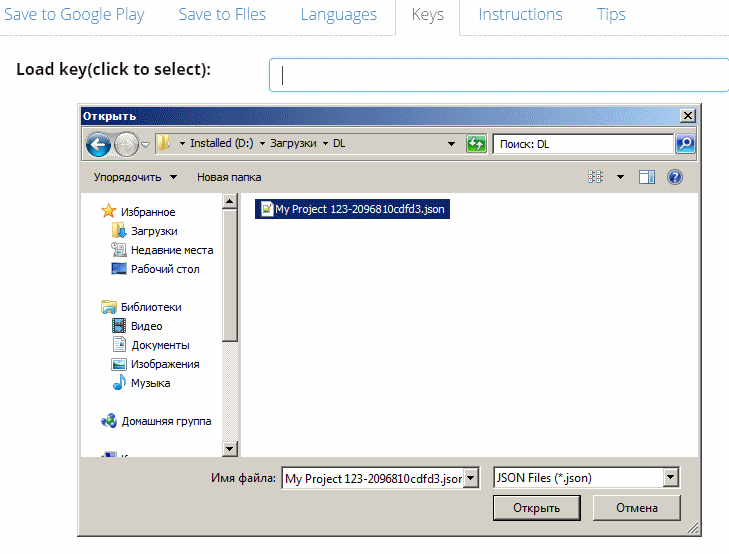 Save to Google Play Save to Files Languages Keys Instructions Tips
Load key(click to select):
Открыть
Installed (D:) Загрузки DL
Поиск: DL
Упорядочить Новая папка
Избранное
Загрузки
Недавние места
Рабочий стол
Библиотеки
Видео
Документы
Изображения
Музыка
Домашняя группа
My Project 123-2096810cdfd3.json
Имя файла: My Project 123-2096810cdfd3.jsor JSON Files (*.json)
Открыть Отмена